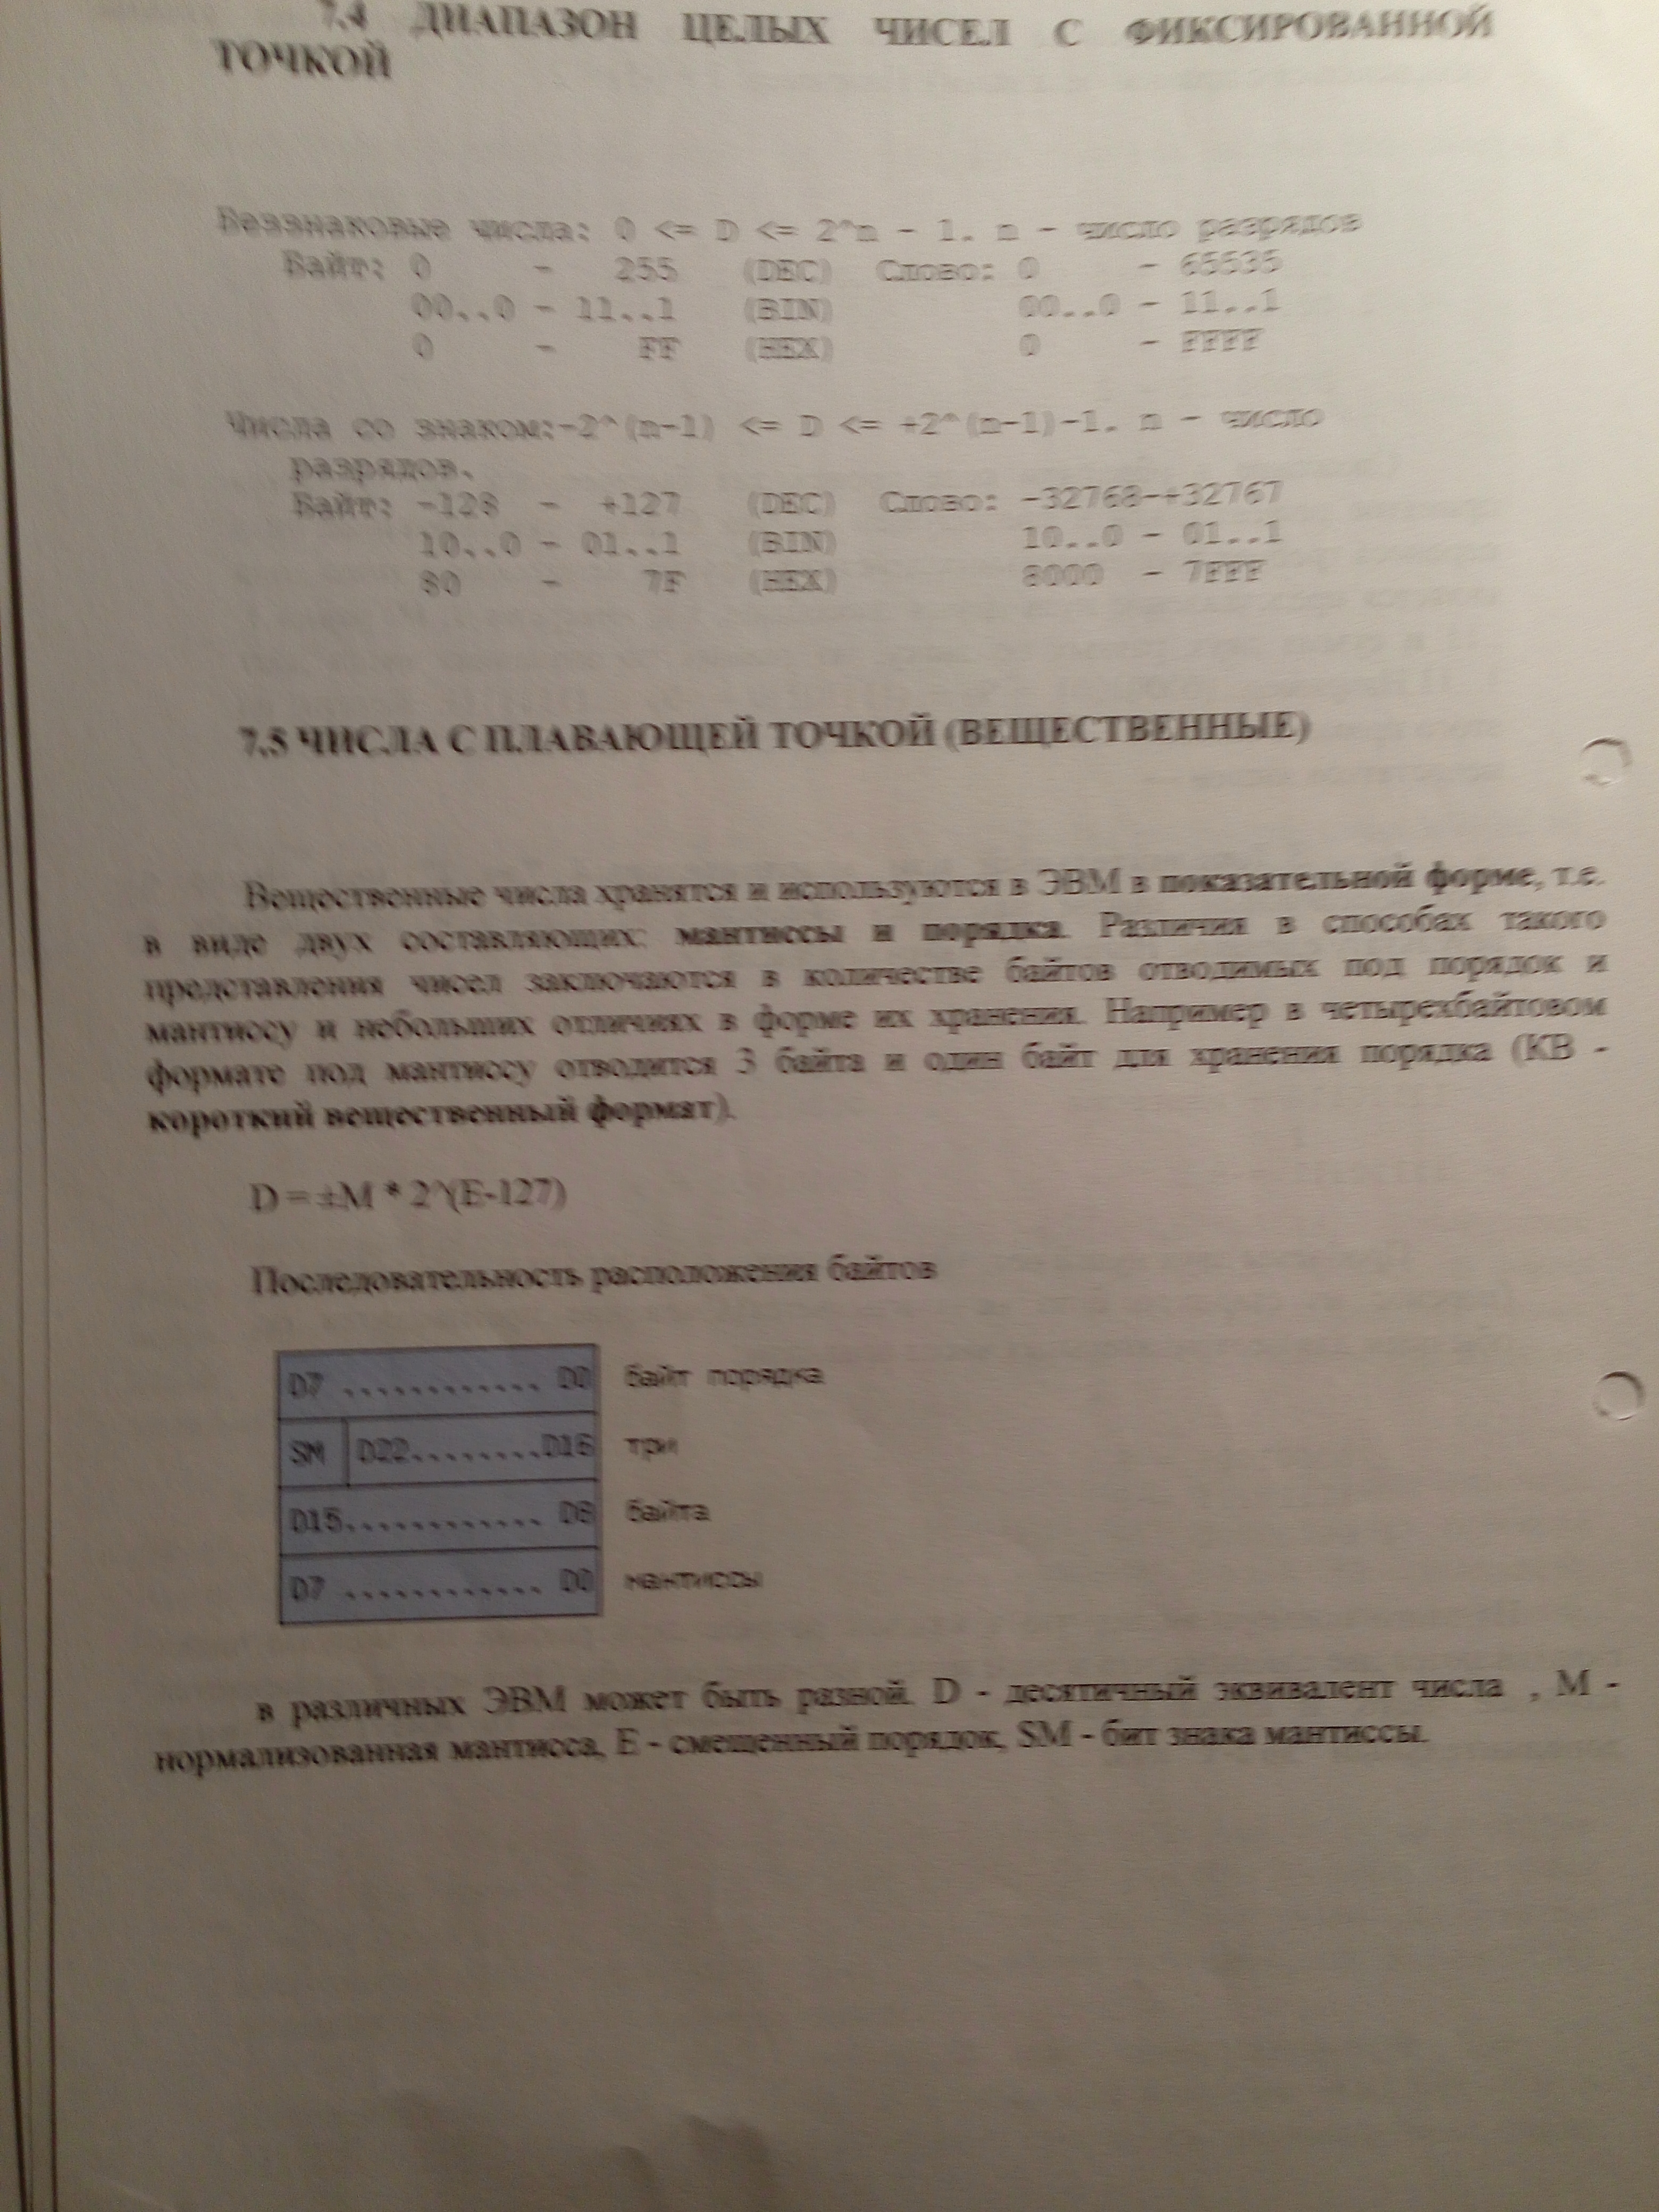 7.4 ДИАПАЗОН ЦЕЛЫХ ЧИСЕЛ С ФИКСИРОВАННОЙ
ТОЧКОЙ
Беззнаковые числа: 0 <= D <= 2^n - 1. n - число разрядов
Байт: 0 - 255 (DEC) Слово: 0 - 65535
00..0 - 11..1 (BIN) 00..0 - 11..1
0 - FF (HEX) 0 - FFFF
Числа со знаком:-2^(n-1) <= D <= +2^(n-1)-1. n - число
разрядов.
Байт: -128 - +127 (DEC) Слово: -32768-+32767
10..0 - 01..1 (BIN) 10..0 - 01..1
80 - 7F (HEX) 8000 - 7FFF
7.5 ЧИСЛА С ПЛАВАЮЩЕЙ ТОЧКОЙ (ВЕЩЕСТВЕННЫЕ)
Вещественные числа хранятся и используются в ЭВМ в показательной форме, т.е.
в виде двух составляющих: мантиссы и порядка. Различия в способах такого
представления чисел заключаются в количестве байтов отводимых под порядок и
мантиссу и небольших отличиях в форме их хранения. Например в четырехбайтовом
формате под мантиссу отводится 3 байта и один байт для хранения порядка (КВ -
короткий вещественный формат).
D = ±M * 2^(E-127)
Последовательность расположения байтов
D7 ............ D0 байт порядка
SM D22........D16 три
D15............ D8 байта
D7 ............ D0 мантиссы
в различных ЭВМ может быть разной. D - десятичный эквивалент числа , M -
нормализованная мантисса, E - смещенный порядок, SM - бит знака мантиссы.